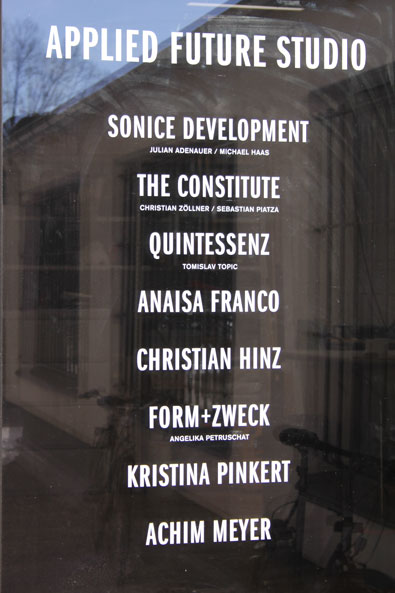 APPLIED FUTURE STUDIO
SONICE DEVELOPMENT
JULIAN ADENAUER / MICHAEL HAAS
THE CONSTITUTE
CHRISTIAN ZÖLLNER / SEBASTIAN PIATZA
QUINTESSENZ
TOMISLAV TOPIC
ANAISA FRANCO
CHRISTIAN HINZ
FORM+ZWECK
ANGELIKA PETRUSCHAT
KRISTINA PINKERT
ACHIM MEYER